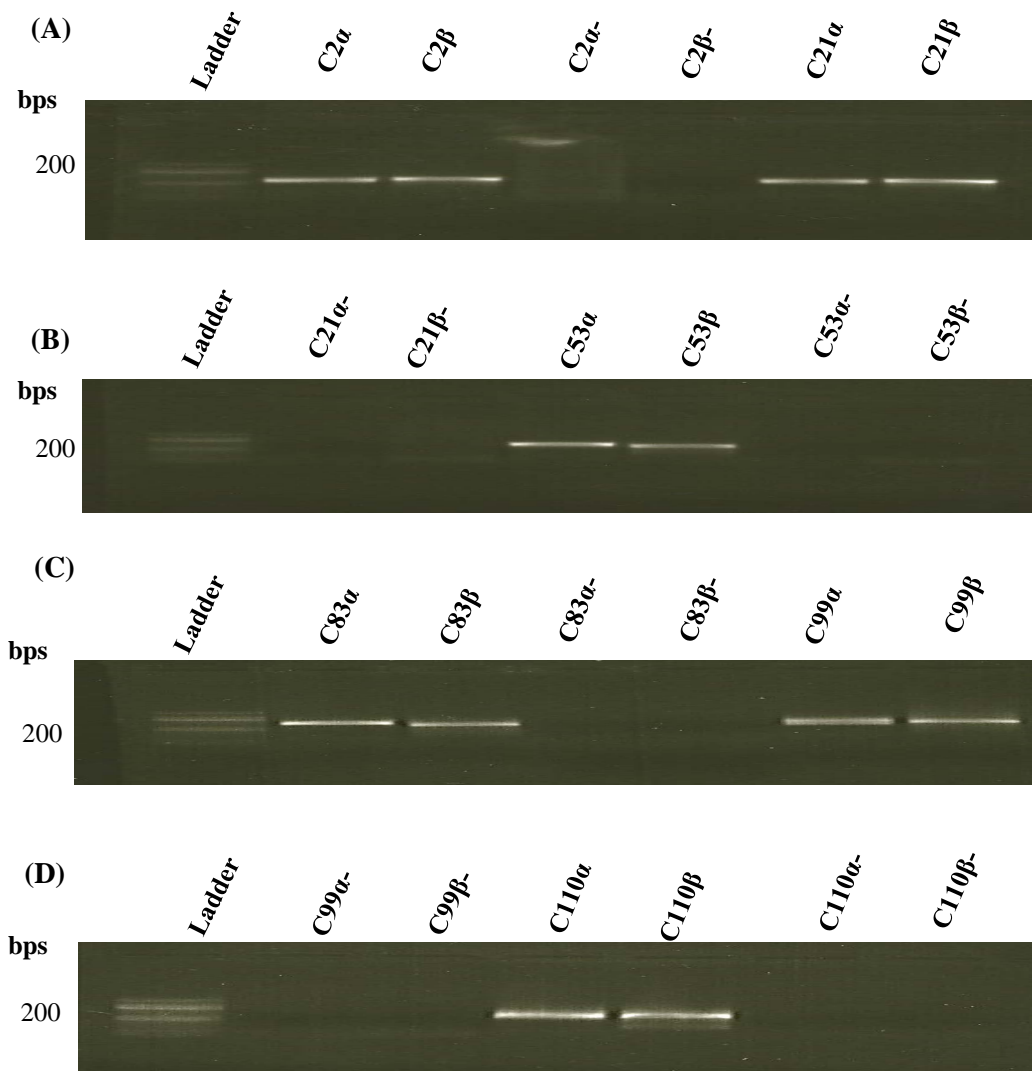 (A)
Ladder C2α C2β C2α- C2β- C21α C21β
bps
200
(B)
Ladder C21α- C21β- C53α C53β C53α- C53β-
bps
200
(C)
Ladder C83α C83β C83α- C83β- C99α C99β
bps
200
(D)
Ladder C99α- C99β- C110α C110β C110α- C110β-
bps
200